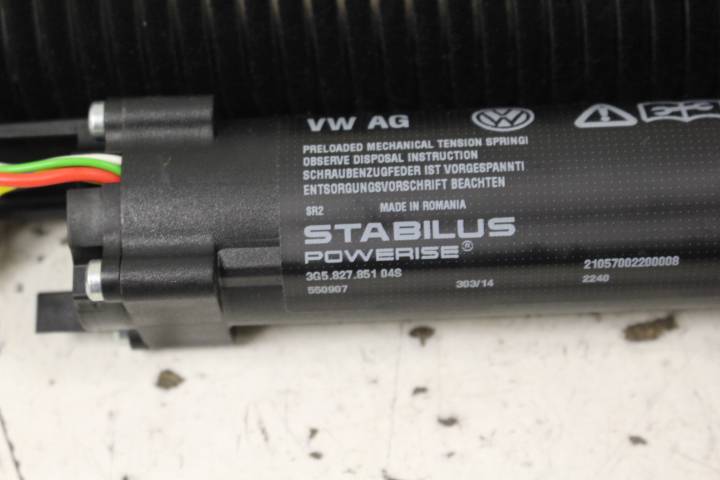 VW AG
PRELOADED MECHANICAL TENSION SPRING!
OBSERVE DISPOSAL INSTRUCTION
SCHRAUBENZUGFEDER IST VORGESPANNT!
ENTSORGUNGSVORSCHRIFT BEACHTEN
SR2 MADE IN ROMANIA
STABILUS
POWERISE®
3G5.827.851 04S 21057002200008
550907 303/14 2240